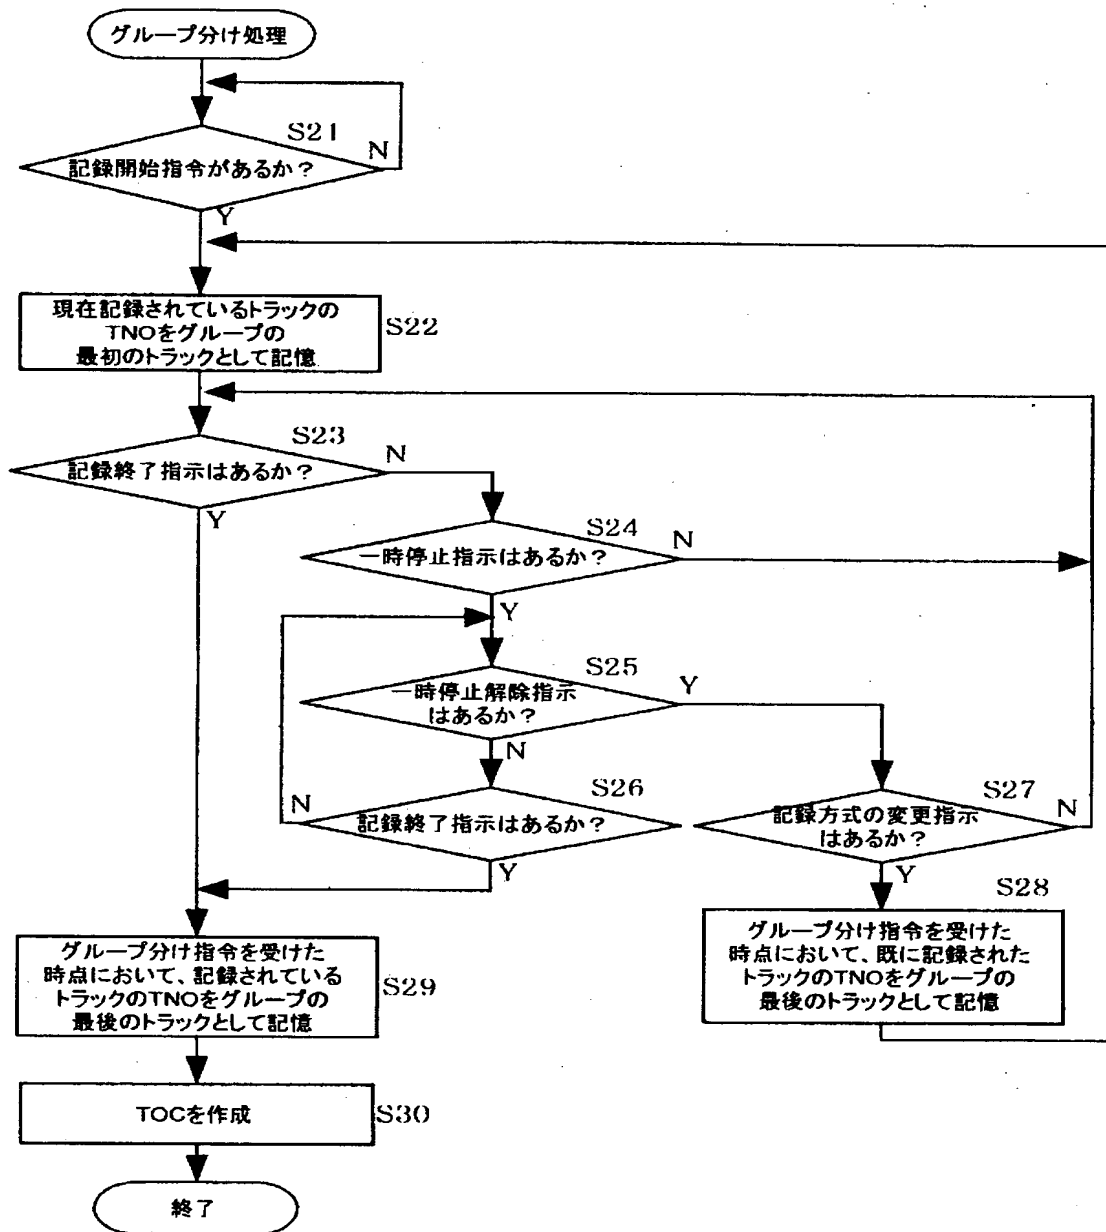 グループ分け処理
S21
記録開始指令があるか？
N
Y
現在記録されているトラックの
TNOをグループの
最初のトラックとして記憶
S22
S23
記録終了指示はあるか？
N
Y
S24
一時停止指示はあるか？
N
Y
S25
一時停止解除指示
はあるか？
Y
N
S26
記録終了指示はあるか？
N
Y
S27
記録方式の変更指示
はあるか？
N
Y
S28
グループ分け指令を受けた
時点において、既に記録された
トラックのTNOをグループの
最後のトラックとして記憶
グループ分け指令を受けた
時点において、記録されている
トラックのTNOをグループの
最後のトラックとして記憶
S29
TOCを作成
S30
終了